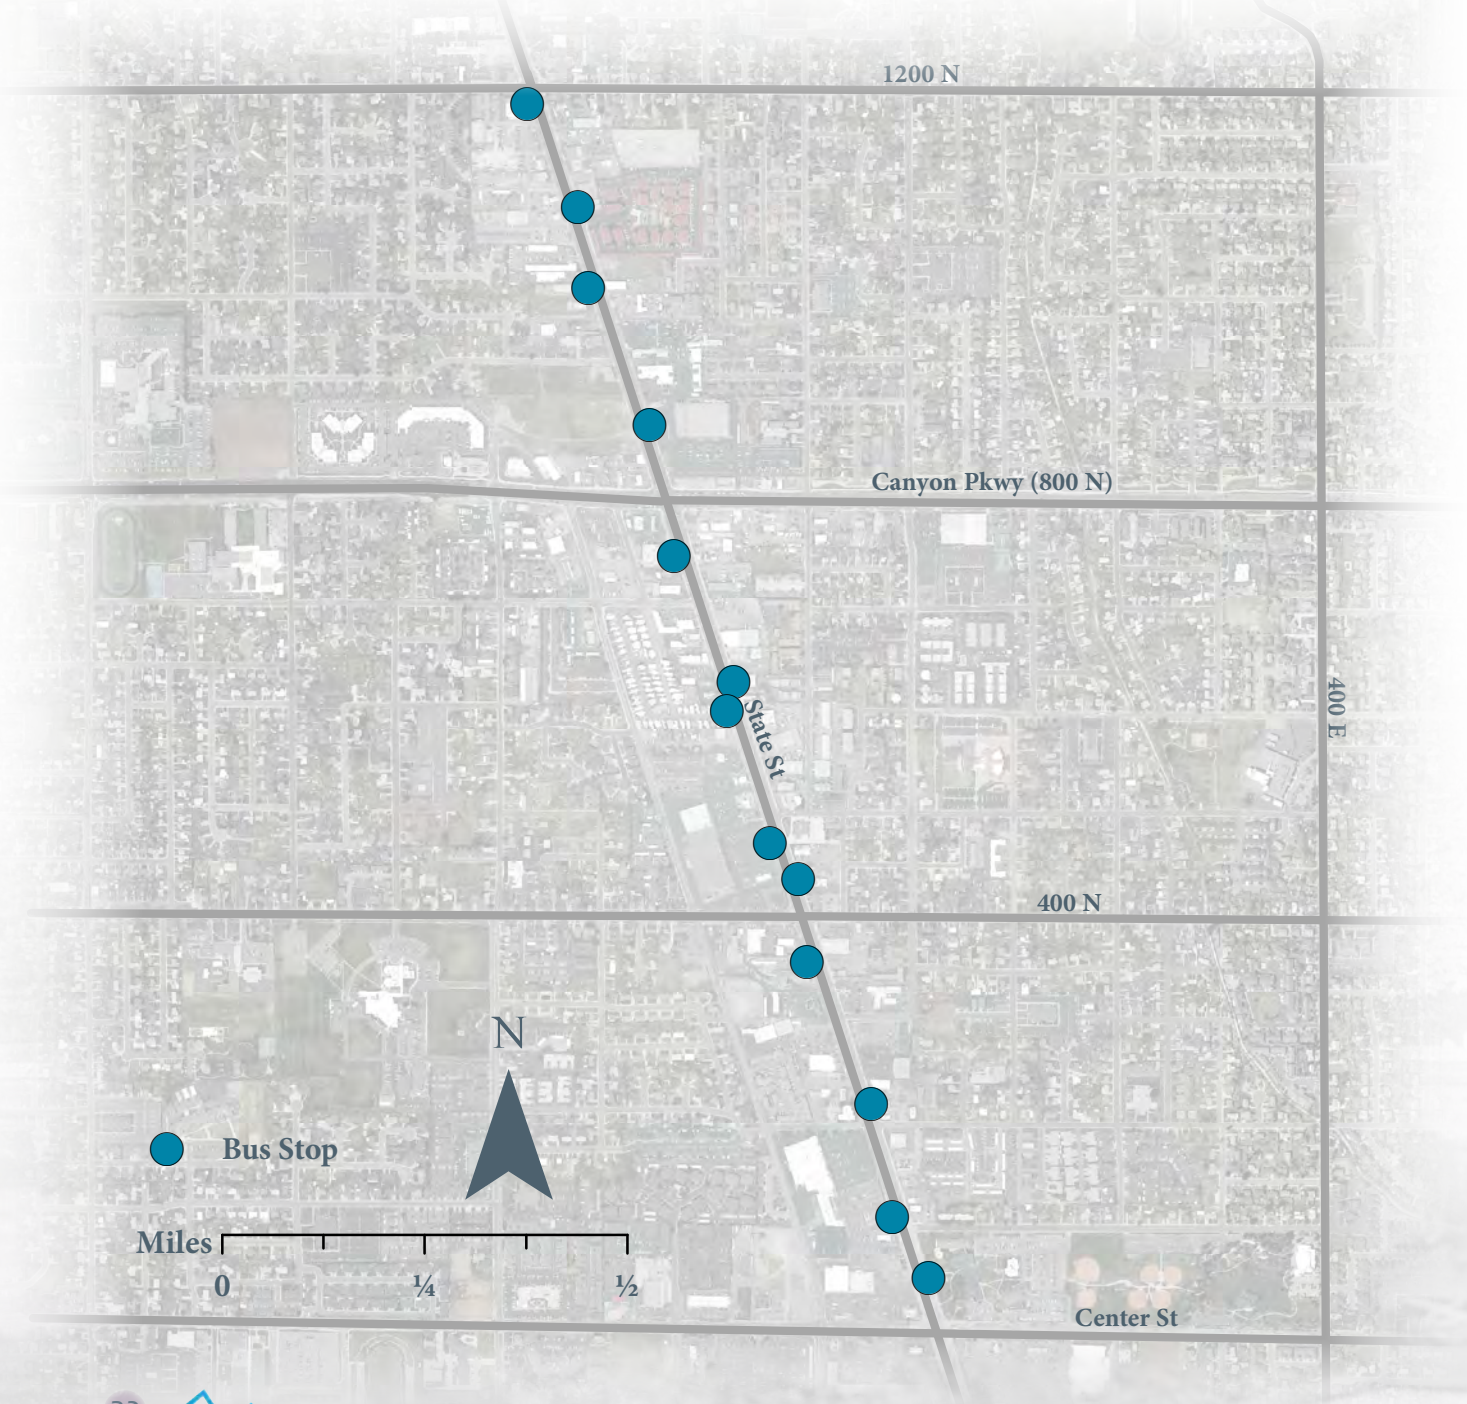 1200 N
Canyon Pkwy (800 N)
400 E
State St
400 N
N
Bus Stop
Miles
0 ¼ ½
Center St